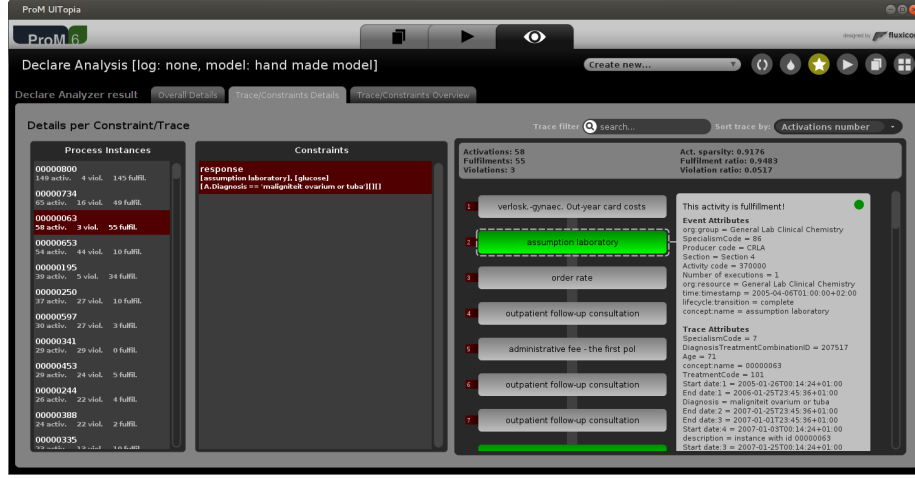 ProM UITopia
ProM 6
designed by fluxicon
Declare Analysis [log: none, model: hand made model]
Create new...
Declare Analyzer result
Overall Details
Trace/Constraints Details
Trace/Constraints Overview
Details per Constraint/Trace
Trace filter
search...
Sort trace by:
Activations number
Process Instances
00000800
149 activ. 4 viol. 145 fulfil.
00000734
65 activ. 16 viol. 49 fulfil.
00000063
58 activ. 3 viol. 55 fulfil.
00000653
54 activ. 44 viol. 10 fulfil.
00000195
39 activ. 5 viol. 34 fulfil.
00000250
37 activ. 27 viol. 10 fulfil.
00000597
30 activ. 27 viol. 3 fulfil.
00000341
29 activ. 29 viol. 0 fulfil.
00000453
29 activ. 24 viol. 5 fulfil.
00000244
26 activ. 22 viol. 4 fulfil.
00000388
24 activ. 22 viol. 2 fulfil.
00000335
Constraints
response
[assumption laboratory], [glucose]
[A.Diagnosis == 'maligniteit ovarium or tuba'][][]
Activations: 58
Fulfilments: 55
Violations: 3
Act. sparsity: 0.9176
Fulfilment ratio: 0.9483
Violation ratio: 0.0517
1 verlosk.-gynaec. Out-year card costs
2 assumption laboratory
3 order rate
4 outpatient follow-up consultation
5 administrative fee - the first pol
6 outpatient follow-up consultation
7 outpatient follow-up consultation
This activity is fullfillment!
Event Attributes
org:group = General Lab Clinical Chemistry
SpecialismCode = 86
Producer code = CRLA
Section = Section 4
Activity code = 370000
Number of executions = 1
org:resource = General Lab Clinical Chemistry
time:timestamp = 2005-04-06T01:00:00+02:00
lifecycle:transition = complete
concept:name = assumption laboratory
Trace Attributes
SpecialismCode = 7
DiagnosisTreatmentCombinationID = 207517
Age = 71
concept:name = 00000063
TreatmentCode = 101
Start date:1 = 2005-01-26T00:14:24+01:00
End date:1 = 2006-01-25T23:45:36+01:00
Diagnosis = maligniteit ovarium or tuba
End date:2 = 2007-01-25T23:45:36+01:00
End date:3 = 2007-01-01T23:45:36+01:00
Start date:4 = 2007-01-03T00:14:24+01:00
description = instance with id 00000063
Start date:3 = 2007-01-25T00:14:24+01:00